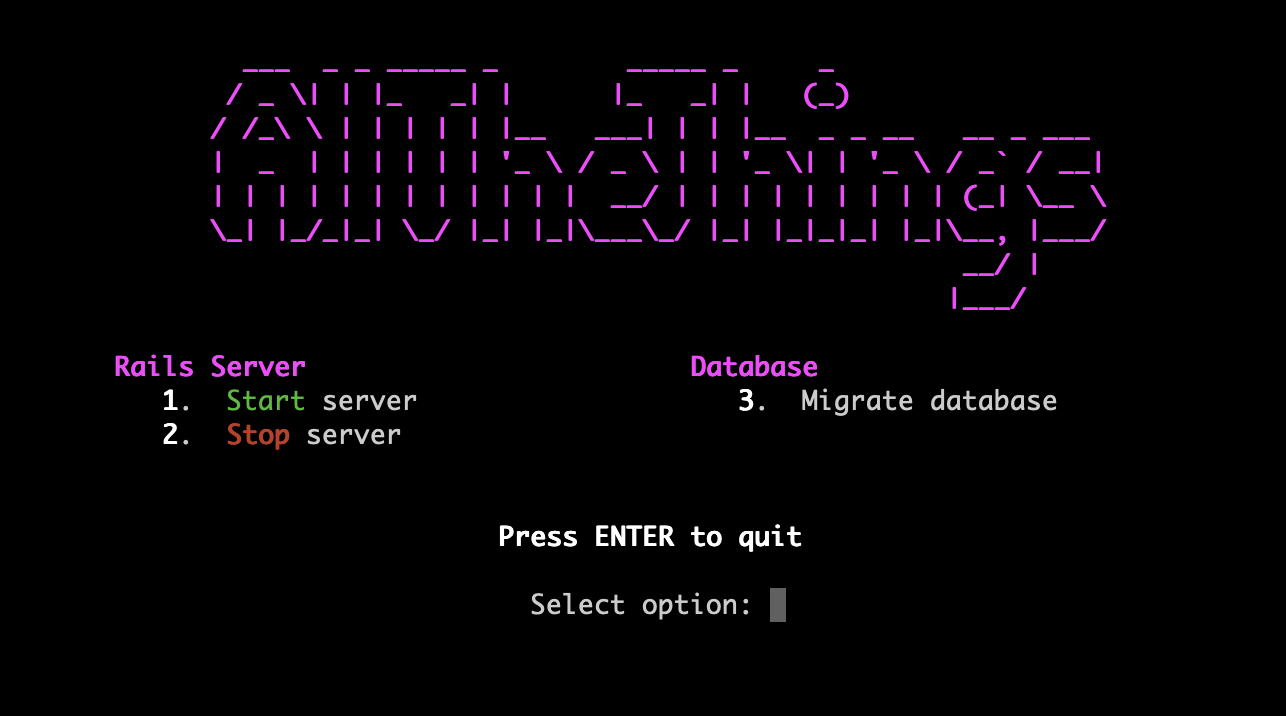 AllTheThings
Rails Server
1. Start server
2. Stop server
Database
3. Migrate database
Press ENTER to quit
Select option: